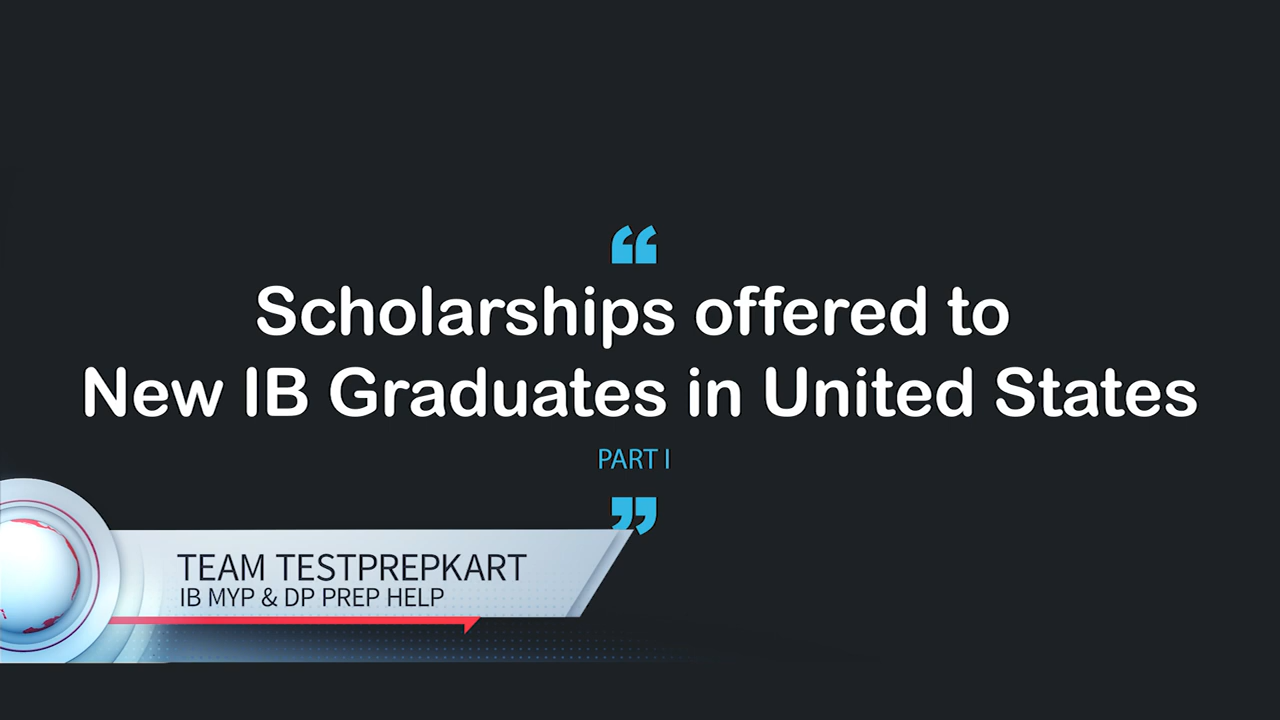 “
Scholarships offered to
New IB Graduates in United States
PART I
”
TEAM TESTPREPKART
IB MYP & DP PREP HELP